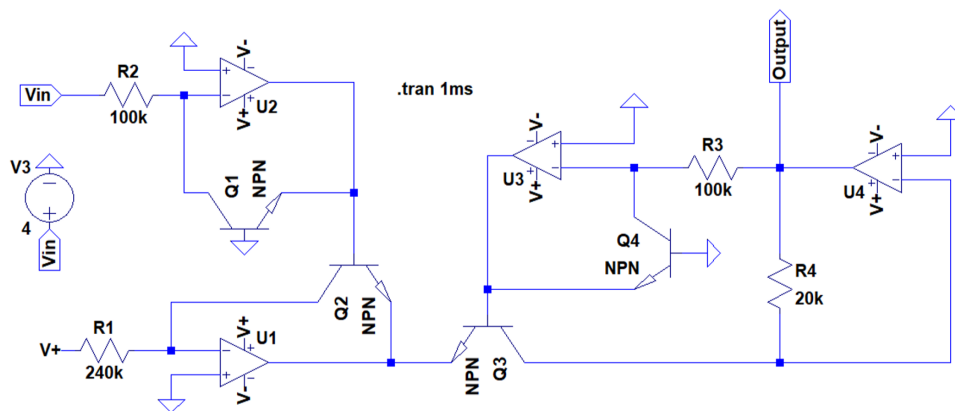 Vin
R2
100k
V-
+
−
V+
U2
.tran 1ms
Output
V3
−
+
4
Vin
Q1
NPN
V-
+
−
V+
U3
R3
100k
V-
+
−
V+
U4
Q4
NPN
R4
20k
Q2
NPN
V+
R1
240k
V+
−
+
V-
U1
NPN
Q3